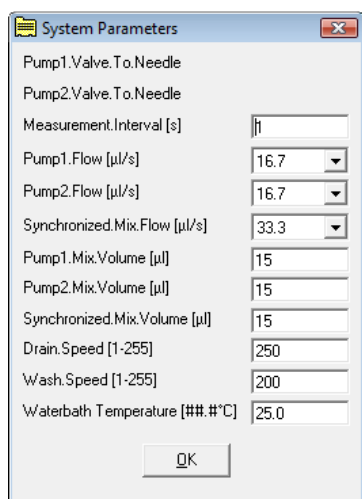 System Parameters
Pump1.Valve.To.Needle
Pump2.Valve.To.Needle
Measurement.Interval [s] 1
Pump1.Flow [µl/s] 16.7
Pump2.Flow [µl/s] 16.7
Synchronized.Mix.Flow [µl/s] 33.3
Pump1.Mix.Volume [µl] 15
Pump2.Mix.Volume [µl] 15
Synchronized.Mix.Volume [µl] 15
Drain.Speed [1-255] 250
Wash.Speed [1-255] 200
Waterbath Temperature [##.#°C] 25.0
OK